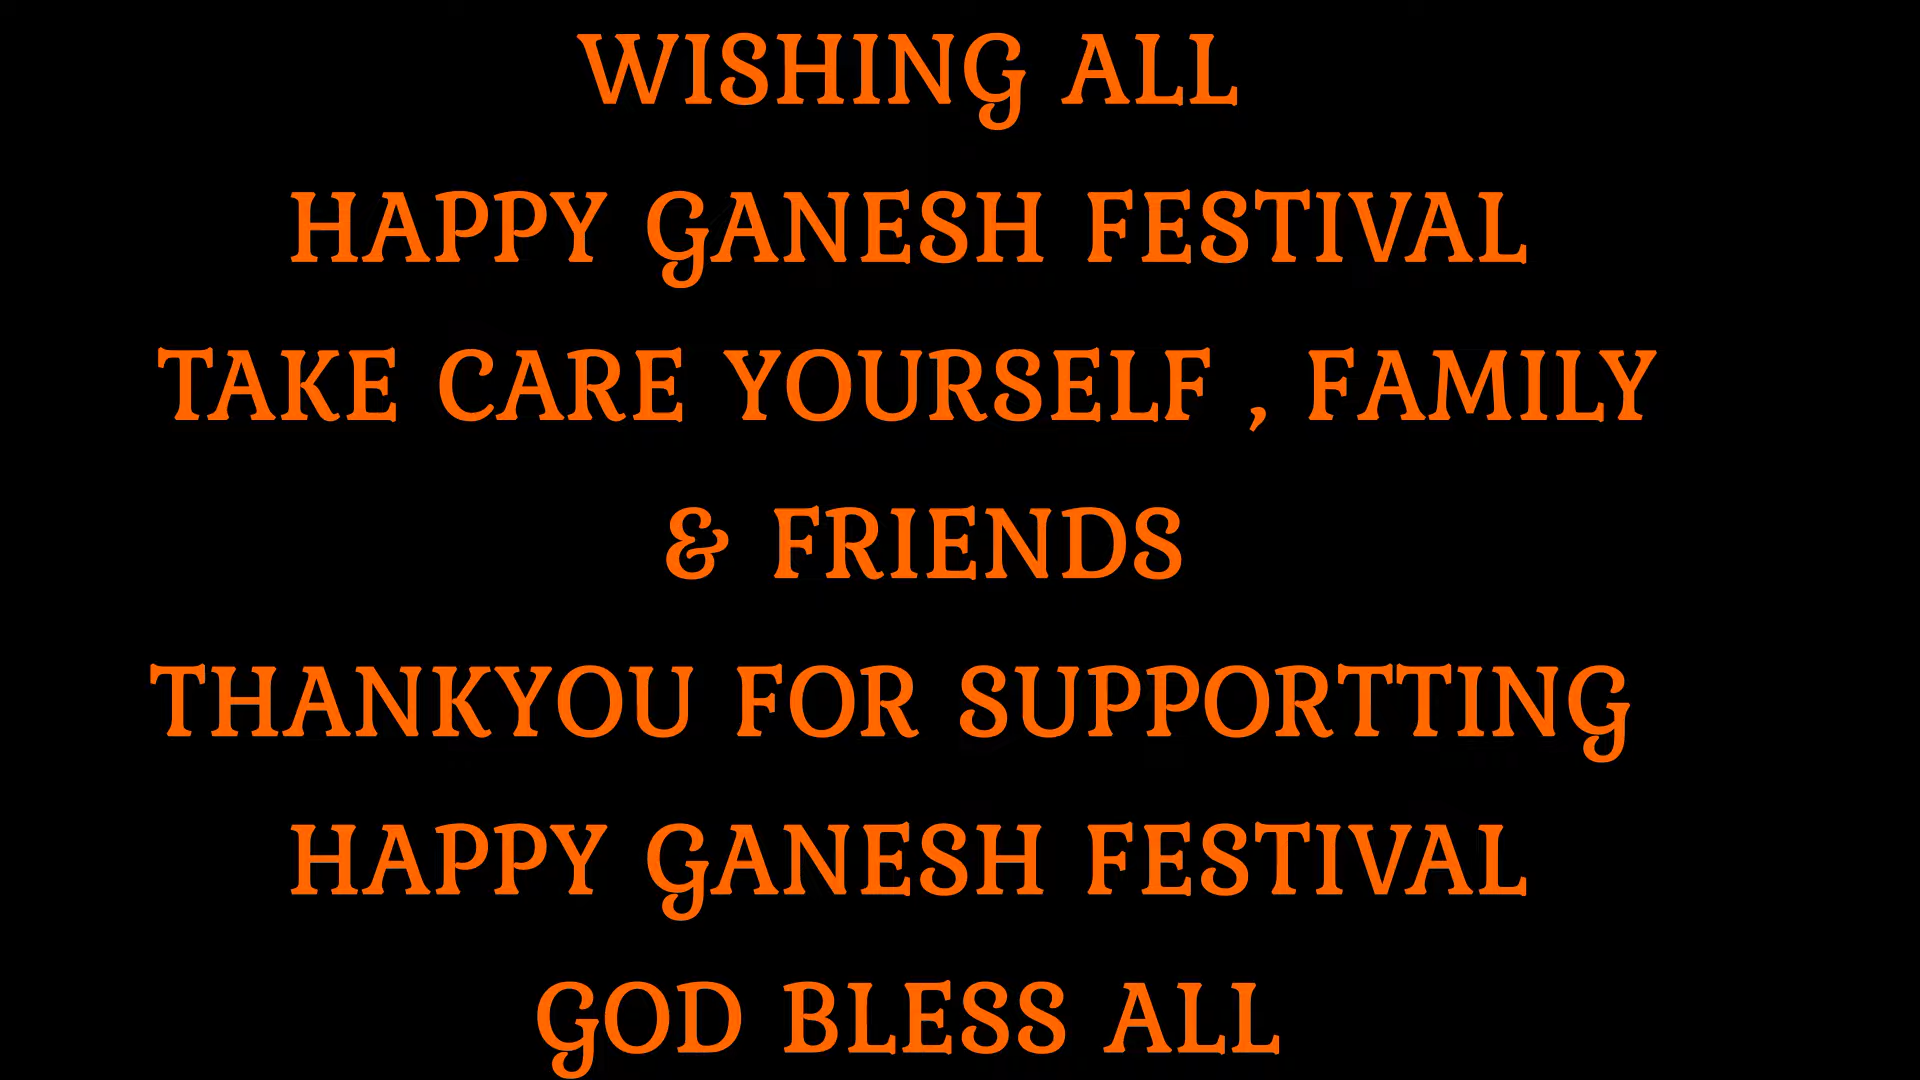 WISHING ALL
HAPPY GANESH FESTIVAL
TAKE CARE YOURSELF , FAMILY
& FRIENDS
THANKYOU FOR SUPPORTTING
HAPPY GANESH FESTIVAL
GOD BLESS ALL